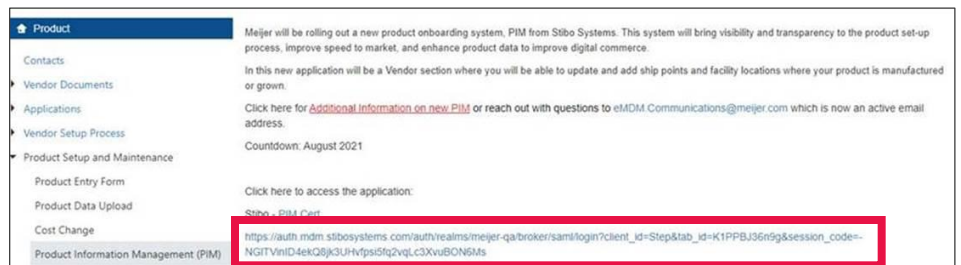 Product
Contacts
Vendor Documents
Applications
Vendor Setup Process
Product Setup and Maintenance
Product Entry Form
Product Data Upload
Cost Change
Product Information Management (PIM)
Meijer will be rolling out a new product onboarding system, PIM from Stibo Systems. This system will bring visibility and transparency to the product set-up
process, improve speed to market, and enhance product data to improve digital commerce.
In this new application will be a Vendor section where you will be able to update and add ship points and facility locations where your product is manufactured
or grown.
Click here for Additional Information on new PIM or reach out with questions to eMDM.Communications@meijer.com which is now an active email
address.
Countdown: August 2021
Click here to access the application:
Stibo - PIM Cert
https://auth.mdm.stibosystems.com/auth/realms/meijer-qa/broker/saml/login?client_id=Step&tab_id=K1PPBJ36n9g&session_code=-
NGITVinID4ekQ8jk3UHvfpsi5fq2vqLc3XvuBON6Ms